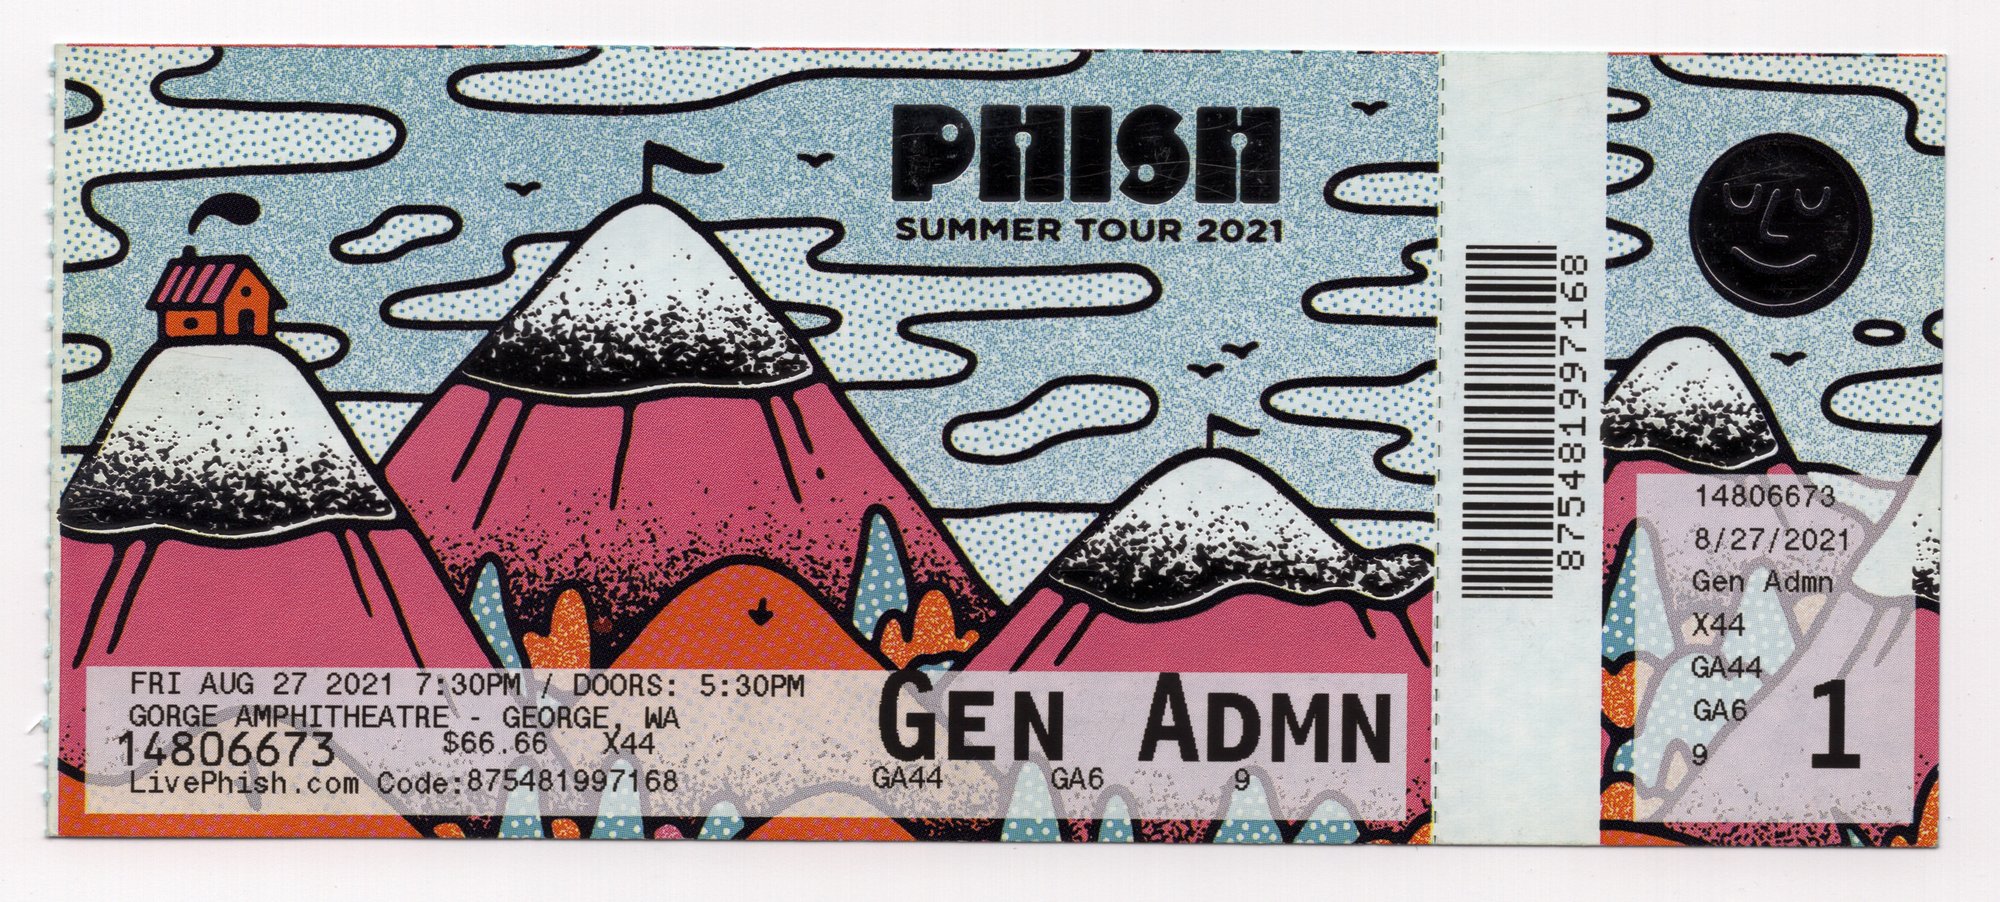 PHISH
SUMMER TOUR 2021
FRI AUG 27 2021 7:30PM / DOORS: 5:30PM
GORGE AMPHITHEATRE - GEORGE, WA
14806673 $66.66 X44
LivePhish.com Code:875481997168
GEN ADMN
GA44 GA6 9
875481997168
14806673
8/27/2021
Gen Admn
X44
GA44
GA6
9
1